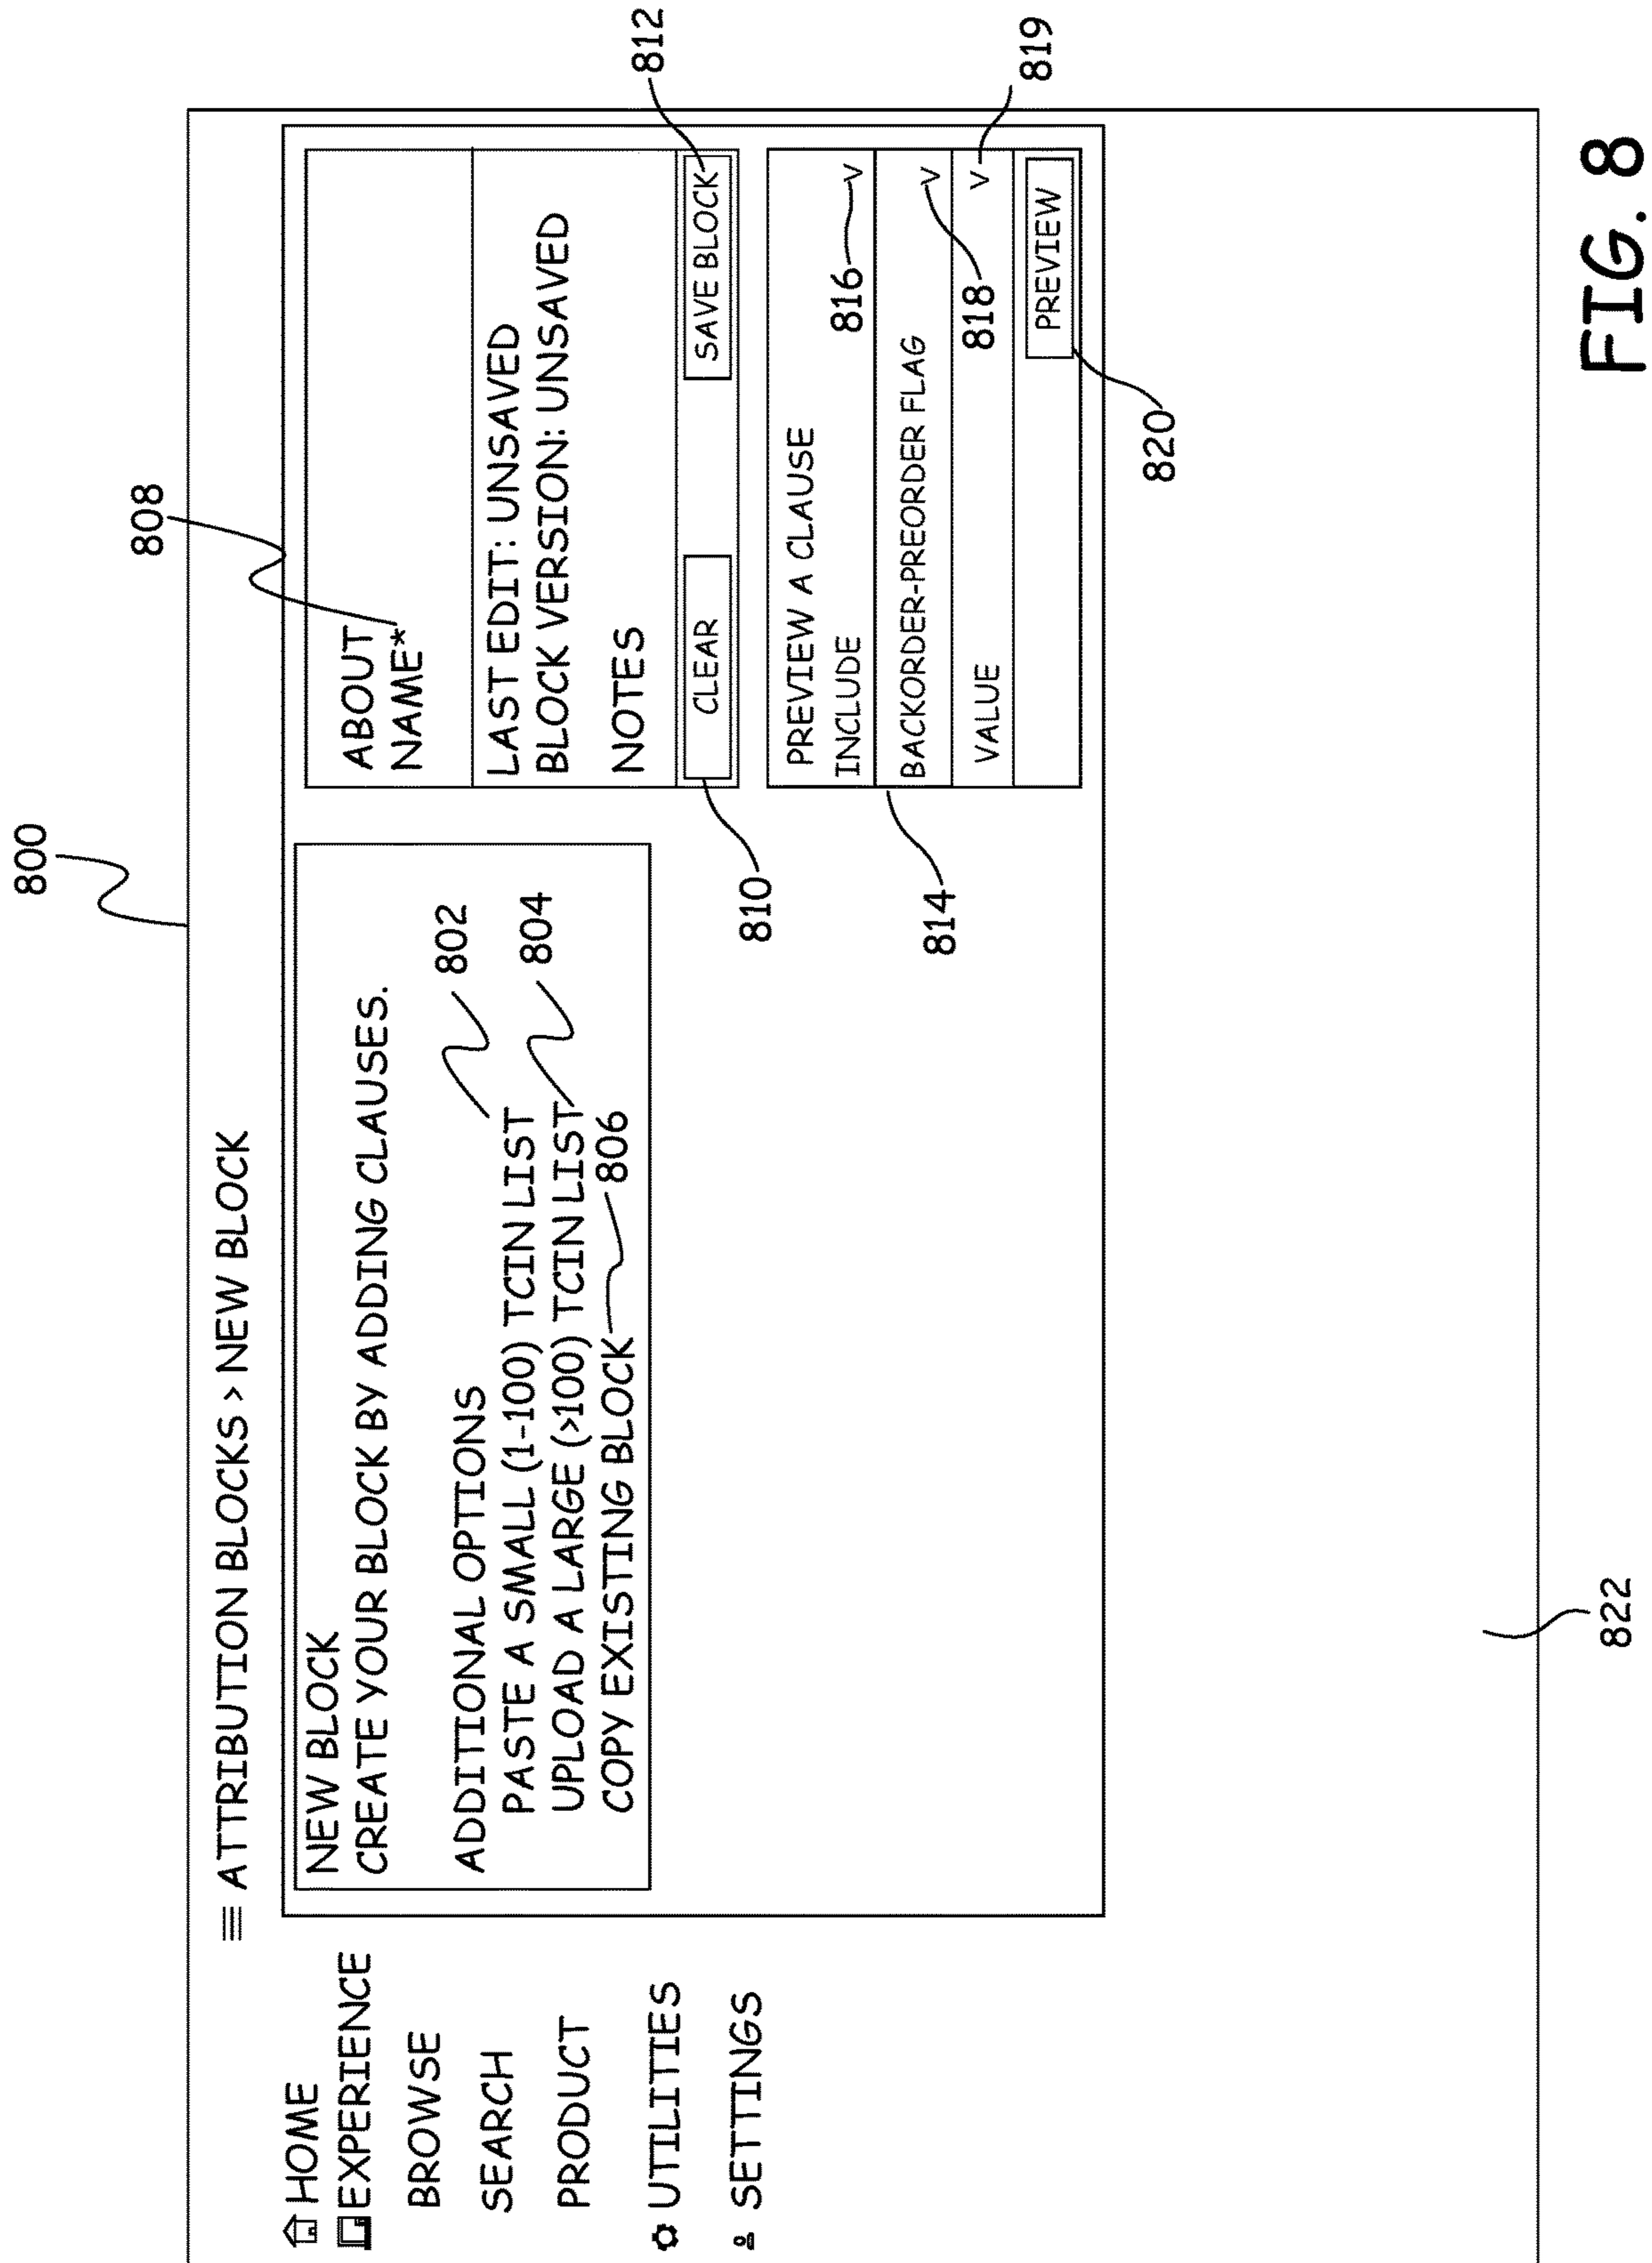 800
≡ ATTRIBUTION BLOCKS > NEW BLOCK
HOME
EXPERIENCE
BROWSE
SEARCH
PRODUCT
UTILITIES
SETTINGS
NEW BLOCK
CREATE YOUR BLOCK BY ADDING CLAUSES.
ADDITIONAL OPTIONS
802
PASTE A SMALL (1-100) TCIN LIST
804
UPLOAD A LARGE (>100) TCIN LIST
COPY EXISTING BLOCK 806
808
ABOUT
NAME*
LAST EDIT: UNSAVED
BLOCK VERSION: UNSAVED
NOTES
CLEAR
SAVE BLOCK
812
810
PREVIEW A CLAUSE
INCLUDE 816 V
BACKORDER-PREORDER FLAG V
818
VALUE V
819
PREVIEW
814
820
822
FIG. 8